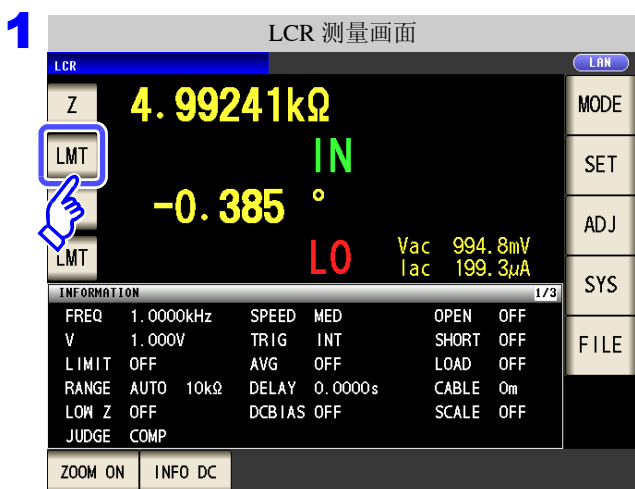 1
LCR 测量画面
LCR
LAN
Z
4.99241kΩ
MODE
LMT
IN
SET
-0.385 °
ADJ
LMT
LO
Vac 994.8mV
Iac 199.3μA
SYS
INFORMATION 1/3
FREQ 1.0000kHz SPEED MED OPEN OFF
V 1.000V TRIG INT SHORT OFF
FILE
LIMIT OFF AVG OFF LOAD OFF
RANGE AUTO 10kΩ DELAY 0.0000s CABLE 0m
LOW Z OFF DCBIAS OFF SCALE OFF
JUDGE COMP
ZOOM ON INFO DC